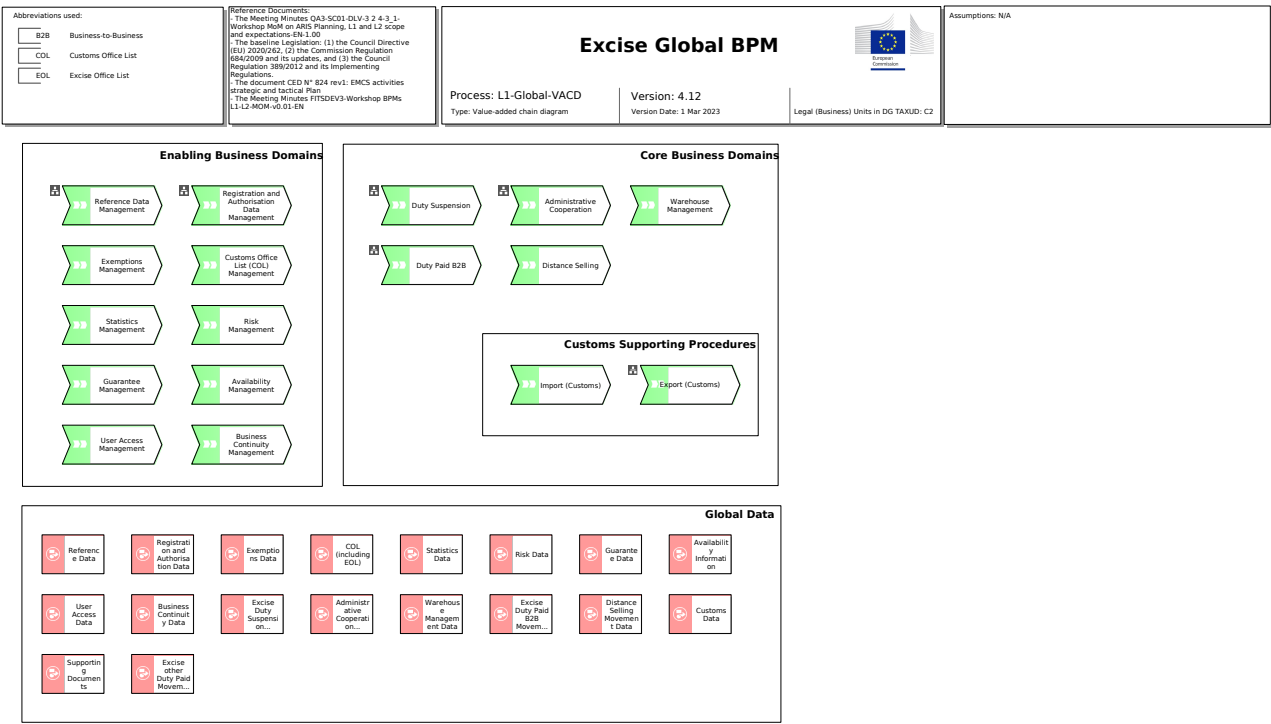 Abbreviations used:
B2B Business-to-Business
COL Customs Office List
EOL Excise Office List
Reference Documents:
- The Meeting Minutes QA3-SC01-DLV-3 2 4-3_1-
Workshop MoM on ARIS Planning, L1 and L2 scope
and expectations-EN-1.00
- The baseline Legislation: (1) the Council Directive
(EU) 2020/262, (2) the Commission Regulation
684/2009 and its updates, and (3) the Council
Regulation 389/2012 and its Implementing
Regulations.
- The document CED N° 824 rev1: EMCS activities
strategic and tactical Plan
- The Meeting Minutes FITSDEV3-Workshop BPMs
L1-L2-MOM-v0.01-EN
Excise Global BPM
European
Commission
Process: L1-Global-VACD
Version: 4.12
Type: Value-added chain diagram
Version Date: 1 Mar 2023
Legal (Business) Units in DG TAXUD: C2
Assumptions: N/A
Enabling Business Domains
Reference Data
Management
Registration and
Authorisation
Data
Management
Exemptions
Management
Customs Office
List (COL)
Management
Statistics
Management
Risk
Management
Guarantee
Management
Availability
Management
User Access
Management
Business
Continuity
Management
Core Business Domains
Duty Suspension
Administrative
Cooperation
Warehouse
Management
Duty Paid B2B
Distance Selling
Customs Supporting Procedures
Import (Customs)
Export (Customs)
Global Data
Referenc
e Data
Registrati
on and
Authorisa
tion Data
Exemptio
ns Data
COL
(including
EOL)
Statistics
Data
Risk Data
Guarante
e Data
Availabilit
y
Informati
on
User
Access
Data
Business
Continuit
y Data
Excise
Duty
Suspensi
on...
Administr
ative
Cooperati
on...
Warehous
e
Managem
ent Data
Excise
Duty Paid
B2B
Movem...
Distance
Selling
Movemen
t Data
Customs
Data
Supportin
g
Documen
ts
Excise
other
Duty Paid
Movem...